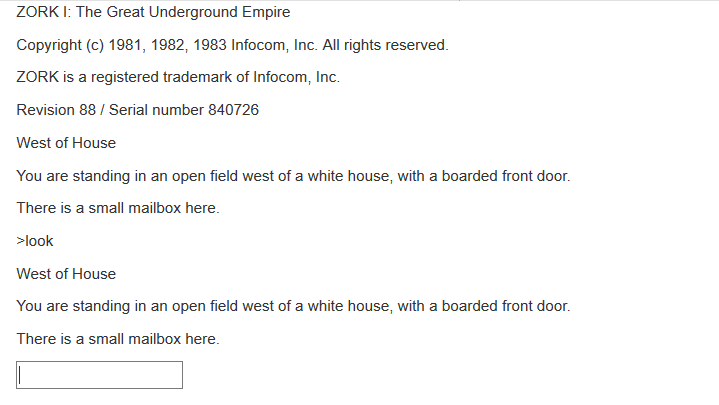 ZORK I: The Great Underground Empire
Copyright (c) 1981, 1982, 1983 Infocom, Inc. All rights reserved.
ZORK is a registered trademark of Infocom, Inc.
Revision 88 / Serial number 840726
West of House
You are standing in an open field west of a white house, with a boarded front door.
There is a small mailbox here.
>look
West of House
You are standing in an open field west of a white house, with a boarded front door.
There is a small mailbox here.